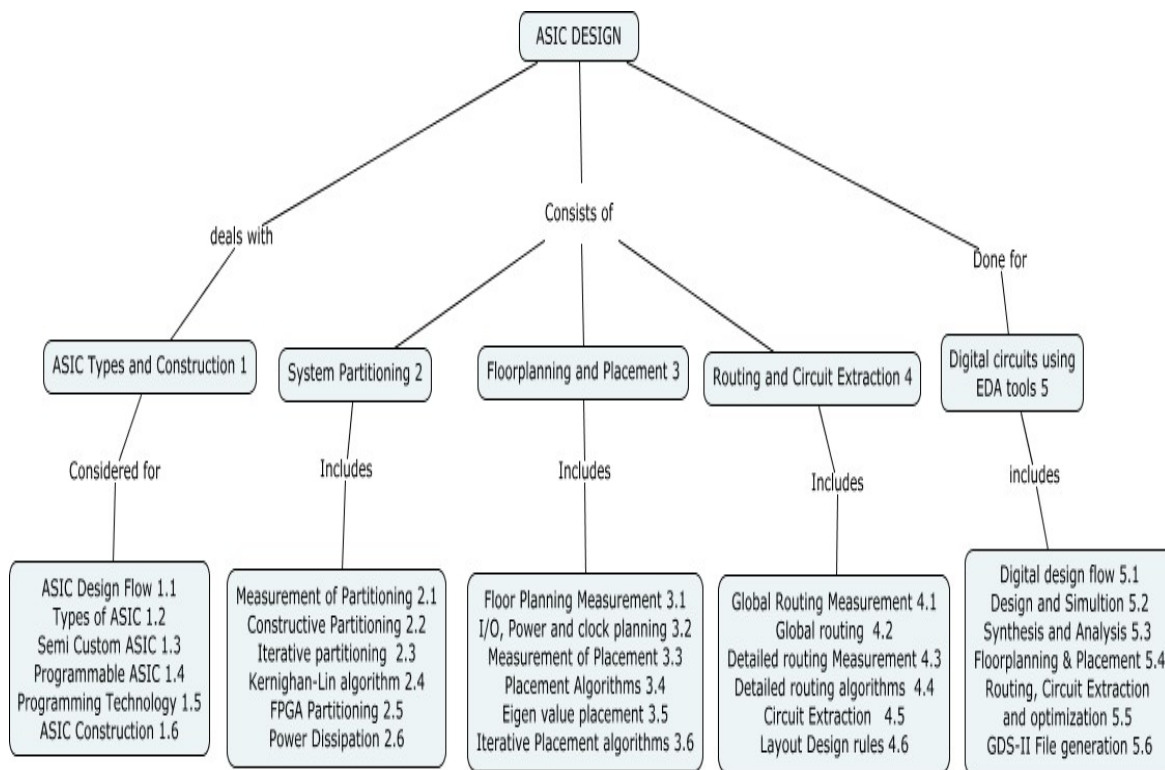 ASIC DESIGN
deals with
Consists of
Done for
ASIC Types and Construction 1
System Partitioning 2
Floorplanning and Placement 3
Routing and Circuit Extraction 4
Digital circuits using
EDA tools 5
Considered for
Includes
Includes
Includes
includes
ASIC Design Flow 1.1
Types of ASIC 1.2
Semi Custom ASIC 1.3
Programmable ASIC 1.4
Programming Technology 1.5
ASIC Construction 1.6
Measurement of Partitioning 2.1
Constructive Partitioning 2.2
Iterative partitioning 2.3
Kernighan-Lin algorithm 2.4
FPGA Partitioning 2.5
Power Dissipation 2.6
Floor Planning Measurement 3.1
I/O, Power and clock planning 3.2
Measurement of Placement 3.3
Placement Algorithms 3.4
Eigen value placement 3.5
Iterative Placement algorithms 3.6
Global Routing Measurement 4.1
Global routing 4.2
Detailed routing Measurement 4.3
Detailed routing algorithms 4.4
Circuit Extraction 4.5
Layout Design rules 4.6
Digital design flow 5.1
Design and Simultion 5.2
Synthesis and Analysis 5.3
Floorplanning & Placement 5.4
Routing, Circuit Extraction
and optimization 5.5
GDS-II File generation 5.6